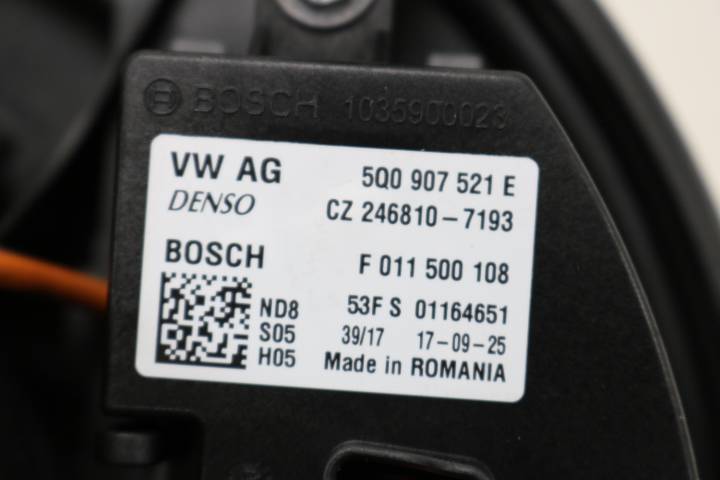 BOSCH 1035900023
VW AG 5Q0 907 521 E
DENSO CZ 246810-7193
BOSCH F 011 500 108
ND8 53F S 01164651
S05 39/17 17-09-25
H05 Made in ROMANIA